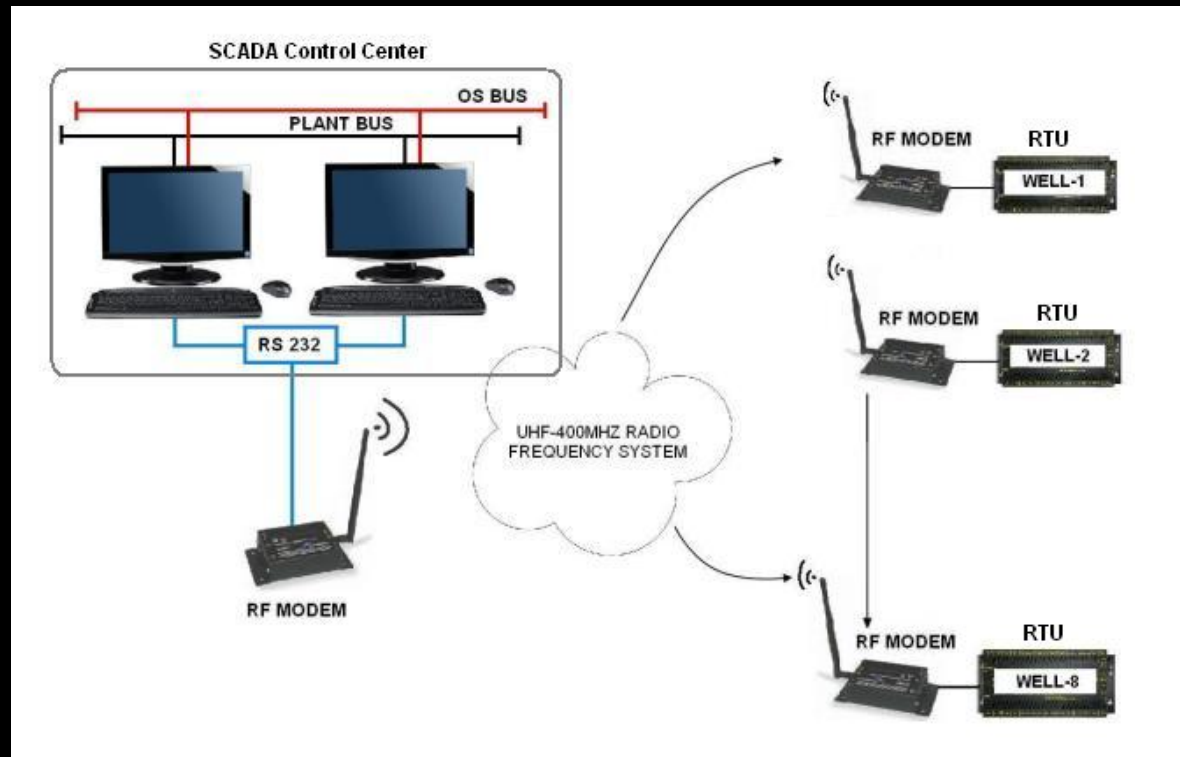 SCADA Control Center
OS BUS
PLANT BUS
RS 232
RF MODEM
UHF-400MHZ RADIO
FREQUENCY SYSTEM
RF MODEM
RTU
WELL-1
RF MODEM
RTU
WELL-2
RF MODEM
RTU
WELL-8